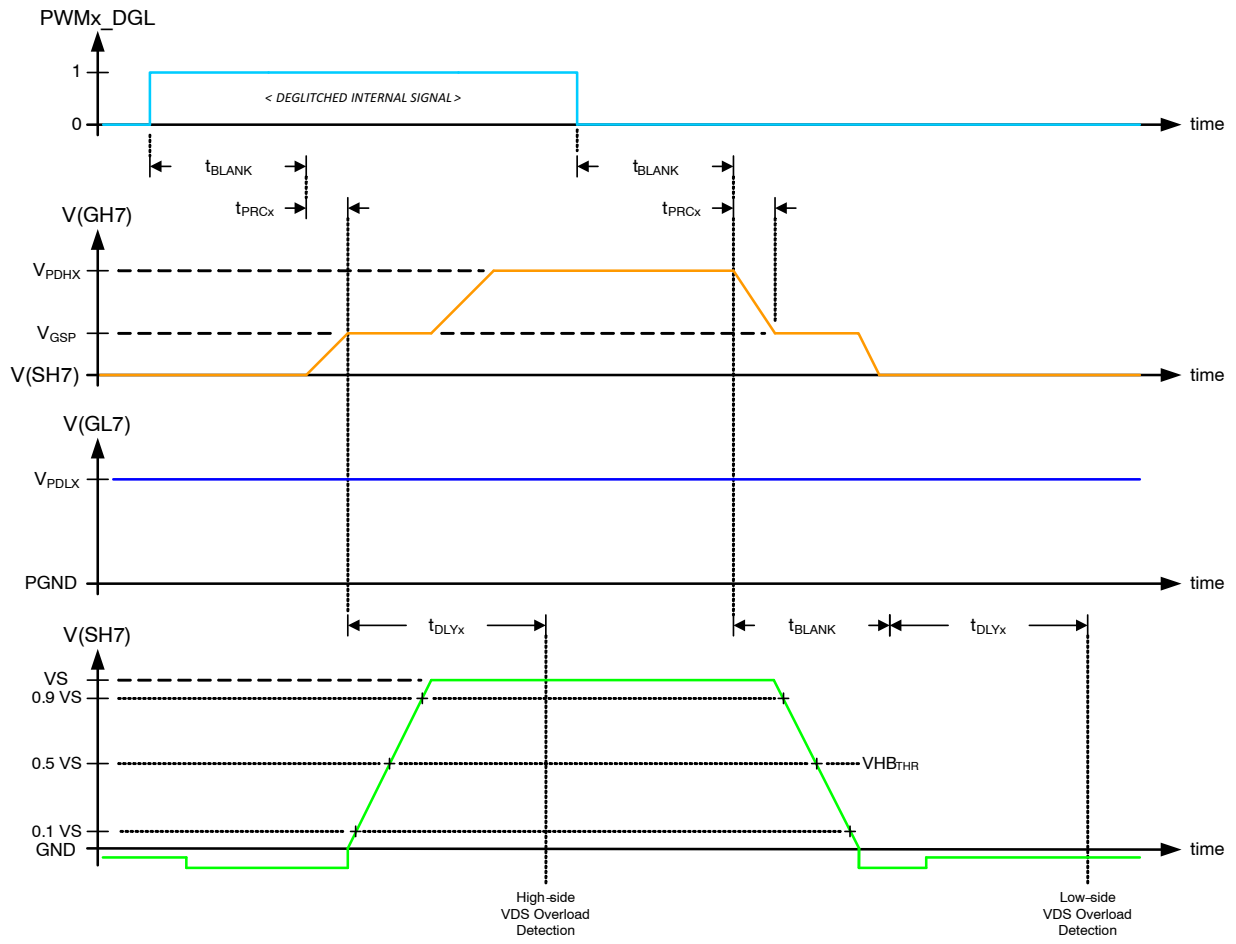 PWMx_DGL
1
< DEGLITCHED INTERNAL SIGNAL >
0
time
tBLANK
tBLANK
tPRCx
tPRCx
V(GH7)
VPDHX
VGSP
V(SH7)
time
V(GL7)
VPDLX
PGND
time
tDLYx
tBLANK
tDLYx
V(SH7)
VS
0.9 VS
0.5 VS
VHBTHR
0.1 VS
GND
time
High-side
VDS Overload
Detection
Low-side
VDS Overload
Detection